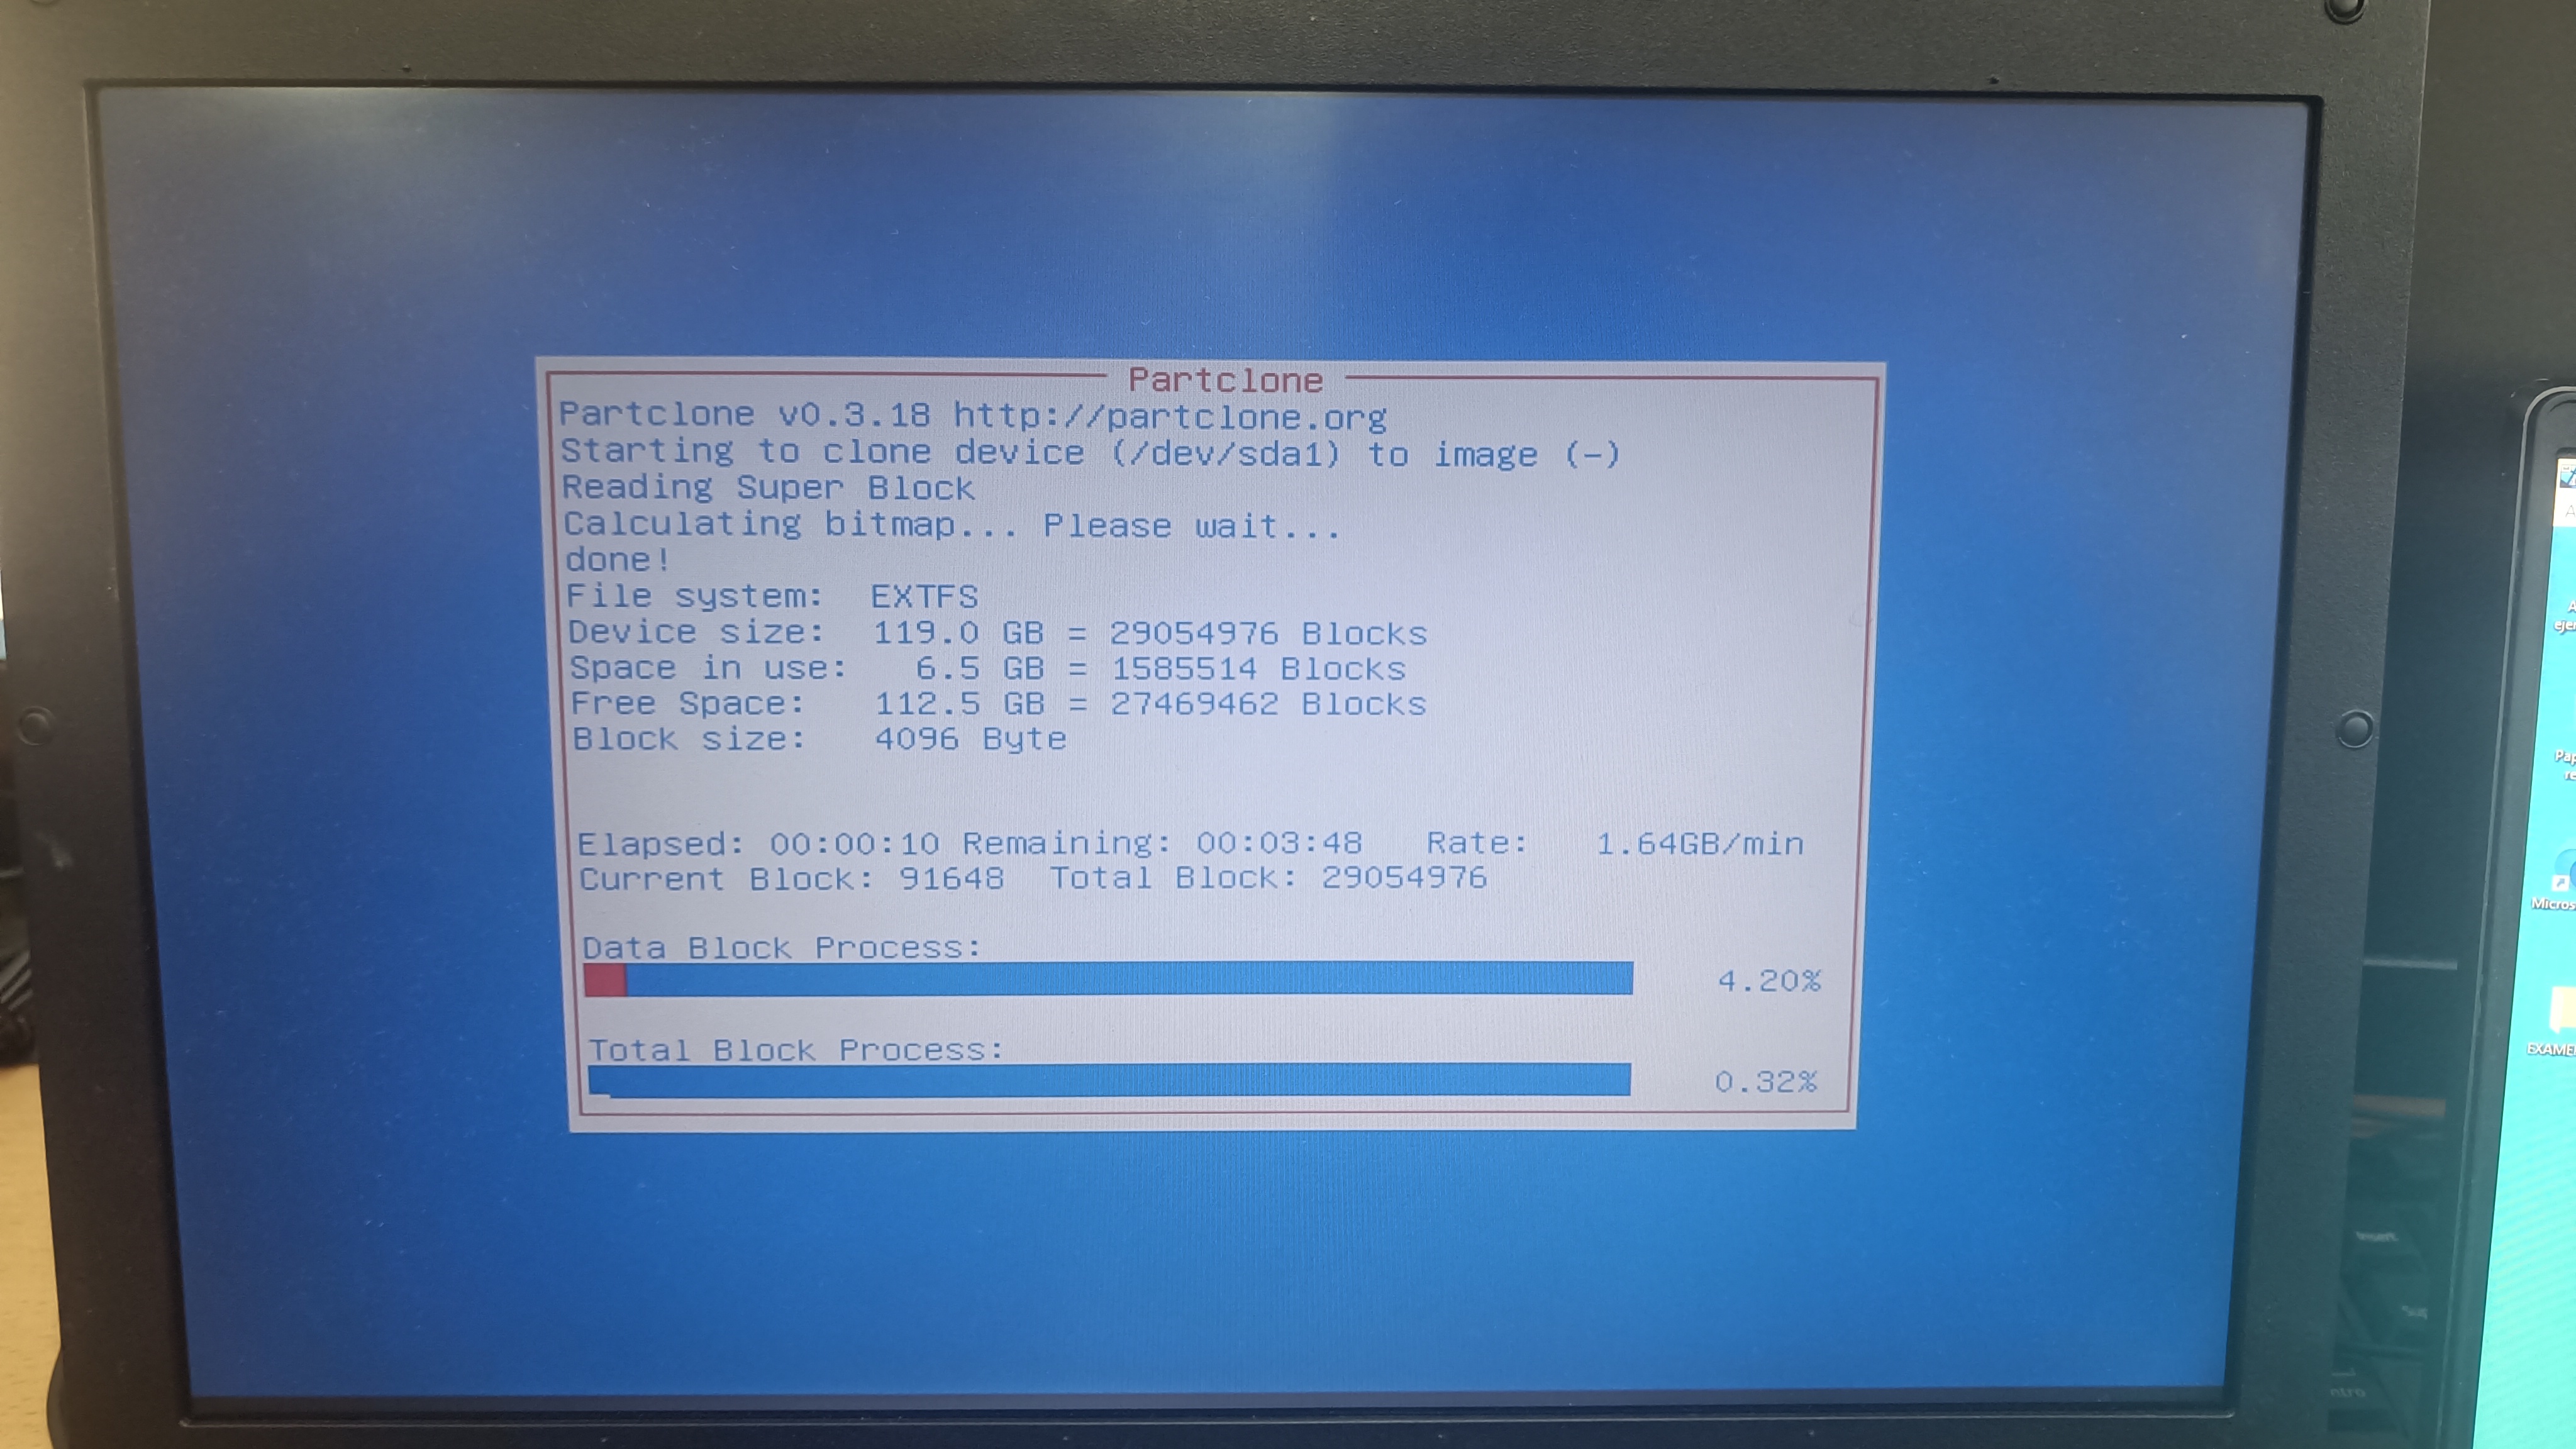 Partclone
Partclone v0.3.18 http://partclone.org
Starting to clone device (/dev/sda1) to image (-)
Reading Super Block
Calculating bitmap... Please wait...
done!
File system: EXTFS
Device size: 119.0 GB = 29054976 Blocks
Space in use: 6.5 GB = 1585514 Blocks
Free Space: 112.5 GB = 27469462 Blocks
Block size: 4096 Byte
Elapsed: 00:00:10 Remaining: 00:03:48 Rate: 1.64GB/min
Current Block: 91648 Total Block: 29054976
Data Block Process:
4.20%
Total Block Process:
0.32%
Insert